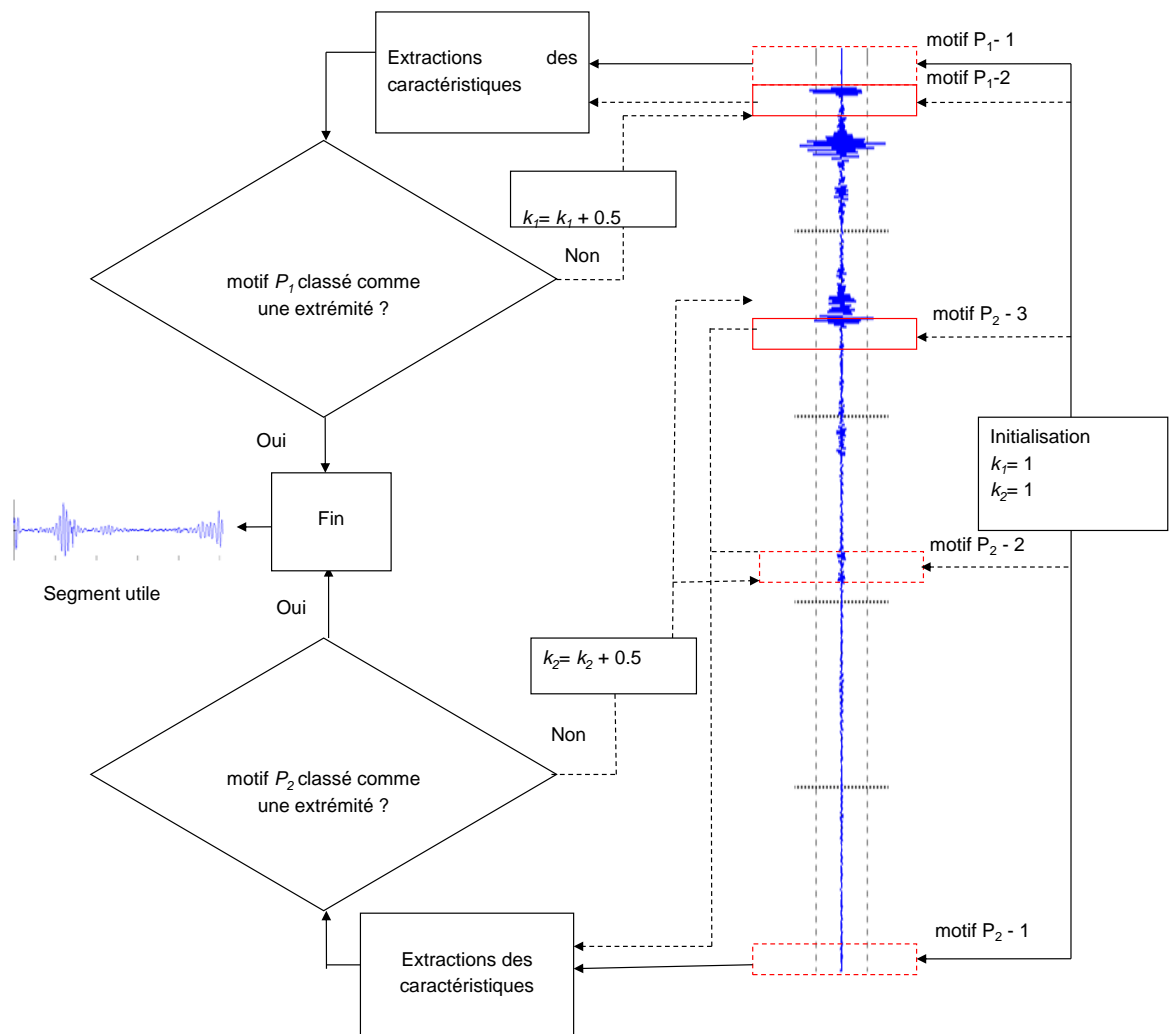 motif P₁- 1
Extractions des
caractéristiques
motif P₁-2
k₁= k₁ + 0.5
Non
motif P₁ classé comme
une extrémité ?
motif P₂ - 3
Oui
Initialisation
k₁= 1
k₂= 1
Fin
motif P₂ - 2
Segment utile
Oui
k₂= k₂ + 0.5
Non
motif P₂ classé comme
une extrémité ?
motif P₂ - 1
Extractions des
caractéristiques